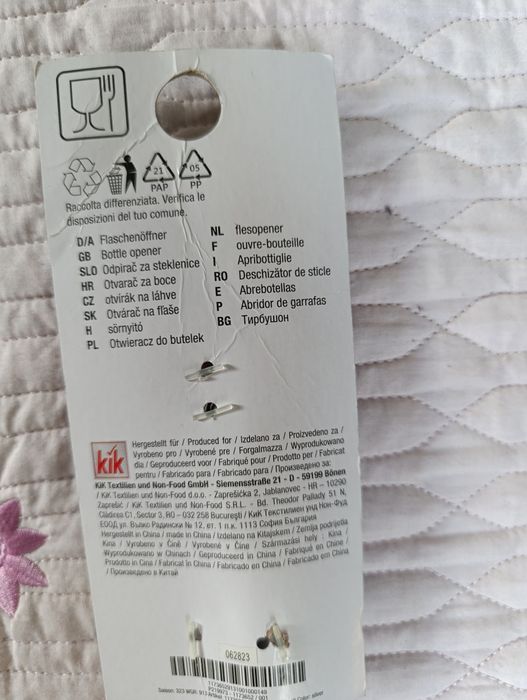 21
PAP
05
PP
Raccolta differenziata. Verifica le
disposizioni del tuo comune.
D/A Flaschenöffner
GB Bottle opener
SLO Odpirač za steklenice
HR Otvarač za boce
CZ otvírák na láhve
SK Otvárač na fľaše
H sörnyitó
PL Otwieracz do butelek
NL flesopener
F ouvre-bouteille
I Apribottiglie
RO Deschizător de sticle
E Abrebotellas
P Abridor de garrafas
BG Тирбушон
kik
Hergestellt für / Produced for / Izdelano za / Proizvedeno za /
Vyrobeno pro / Vyrobené pre / Forgalmazza / Wyprodukowano
dla / Geproduceerd voor / Fabriqué pour / Prodotto per / Fabricat
pentru / Fabricado para / Fabricado para / Произведено за:
KiK Textilien und Non-Food GmbH - Siemensstraße 21 - D - 59199 Bönen
/ KiK Textilien und Non-Food d.o.o. - Zaprešička 2, Jablanovec - HR - 10290
Zaprešić / KiK Textilien und Non-Food S.R.L. - Bd. Theodor Pallady 51 N,
Clădirea C1, Sector 3, RO – 032 258 București / КиК Текстилиен унд Нон-Фуд
ЕООД ул. Вълко Радински № 12, ет. 1 п.к. 1113 София България
Hergestellt in China / made in China / Izdelano na Kitajskem / Zemlja podrijetla
Kina / Vyrobeno v Číně / Vyrobené v Číne / Származási hely : Kína /
Wyprodukowano w Chinach / Geproduceerd in China / Fabriqué en Chine /
Prodotto in Cina / Fabricat în China / Fabricado en China / Fabricado em China
/ Произведено в Китай
062823